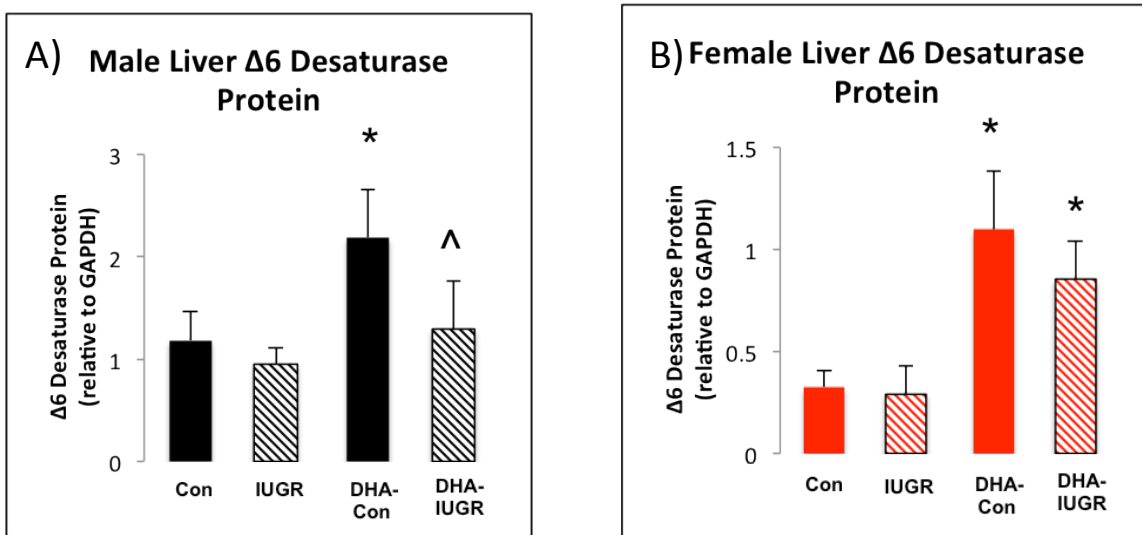 A) Male Liver Δ6 Desaturase
Protein
*
^
3
2
1
0
Δ6 Desaturase Protein
(relative to GAPDH)
Con
IUGR
DHA-
Con
DHA-
IUGR
B) Female Liver Δ6 Desaturase
Protein
*
*
1.5
1
0.5
0
Δ6 Desaturase Protein
(relative to GAPDH)
Con
IUGR
DHA-
Con
DHA-
IUGR